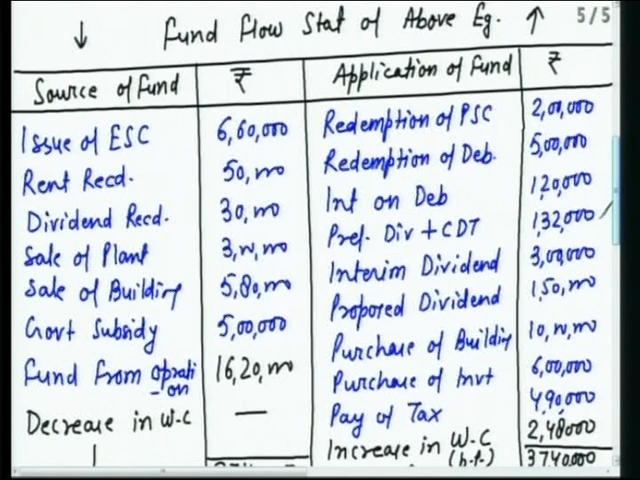 Fund Flow Stat of Above Eg. 5/5
Source of Fund ₹ Application of Fund ₹
Issue of ESC 6,60,000 Redemption of PSC 2,00,000
Rent Recd. 50,000 Redemption of Deb. 5,00,000
Dividend Recd. 30,000 Int on Deb 1,20,000
Sale of Plant 3,00,000 Pref. Div + CDT 1,32,000
Sale of Building 5,80,000 Interim Dividend 3,00,000
Govt Subsidy 5,00,000 Proposed Dividend 1,50,000
Fund From Oprati-on 16,20,000 Purchase of Building 10,00,000
Decrease in W.C — Purchase of Invt 6,00,000
Pay of Tax 4,90,000
Increase in W.C 2,48,000
(b.f.) 3740,000